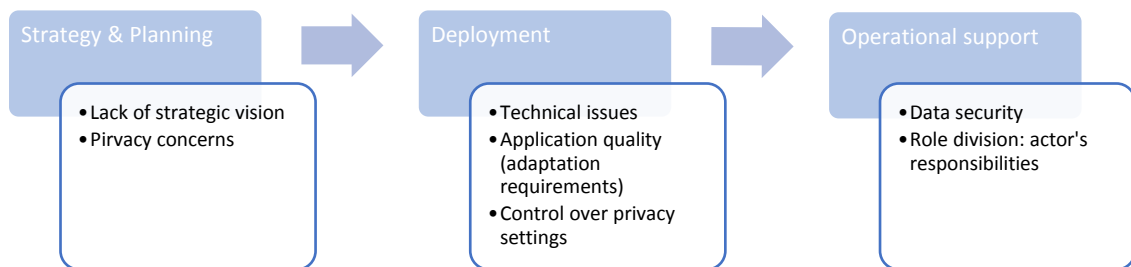 Strategy & Planning
•Lack of strategic vision
•Pirvacy concerns
Deployment
•Technical issues
•Application quality
(adaptation
requirements)
•Control over privacy
settings
Operational support
•Data security
•Role division: actor's
responsibilities